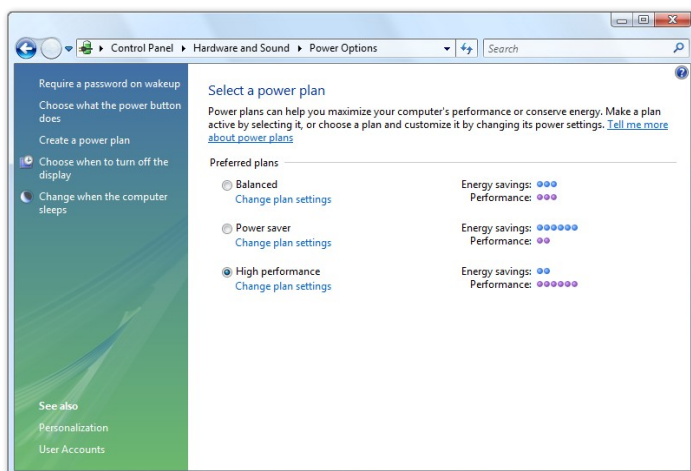 Control Panel ▸ Hardware and Sound ▸ Power Options
Search
Require a password on wakeup
Choose what the power button
does
Create a power plan
Choose when to turn off the
display
Change when the computer
sleeps
See also
Personalization
User Accounts
Select a power plan
Power plans can help you maximize your computer's performance or conserve energy. Make a plan
active by selecting it, or choose a plan and customize it by changing its power settings. Tell me more
about power plans
Preferred plans
Balanced Energy savings:
Change plan settings Performance:
Power saver Energy savings:
Change plan settings Performance:
High performance Energy savings:
Change plan settings Performance: